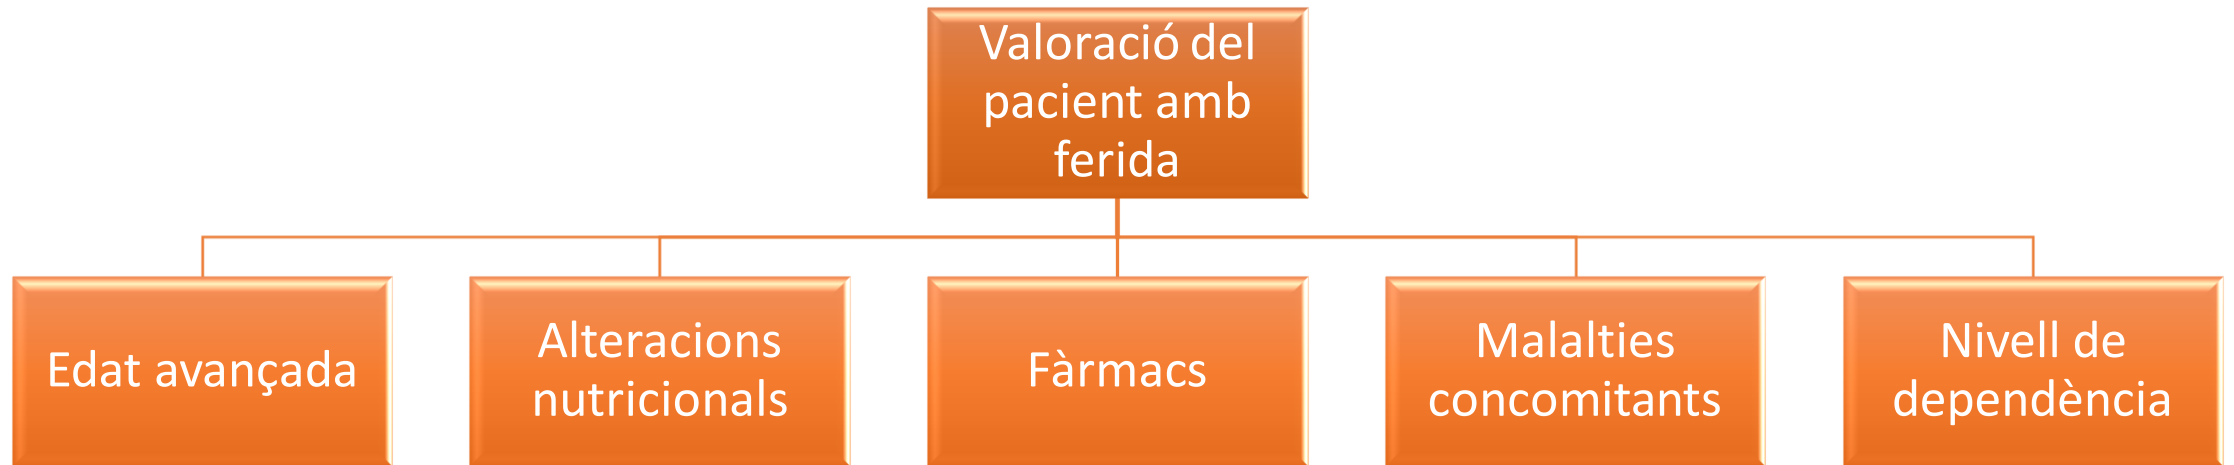 Valoració del
pacient amb
ferida
Edat avançada
Alteracions
nutricionals
Fàrmacs
Malalties
concomitants
Nivell de
dependència